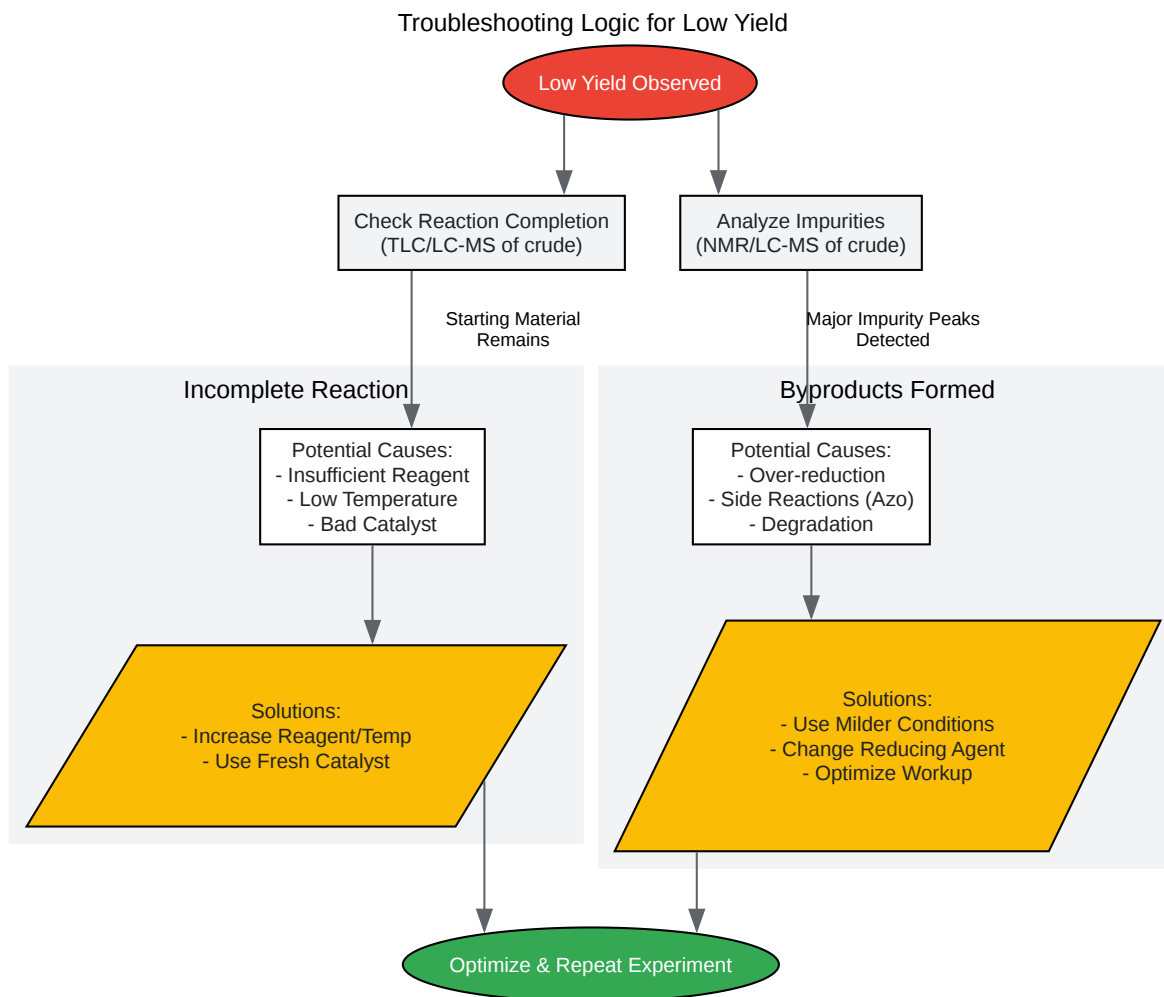 Troubleshooting Logic for Low Yield
Low Yield Observed
Check Reaction Completion
(TLC/LC-MS of crude)
Analyze Impurities
(NMR/LC-MS of crude)
Starting Material
Remains
Major Impurity Peaks
Detected
Incomplete Reaction
Potential Causes:
- Insufficient Reagent
- Low Temperature
- Bad Catalyst
Solutions:
- Increase Reagent/Temp
- Use Fresh Catalyst
Byproducts Formed
Potential Causes:
- Over-reduction
- Side Reactions (Azo)
- Degradation
Solutions:
- Use Milder Conditions
- Change Reducing Agent
- Optimize Workup
Optimize & Repeat Experiment